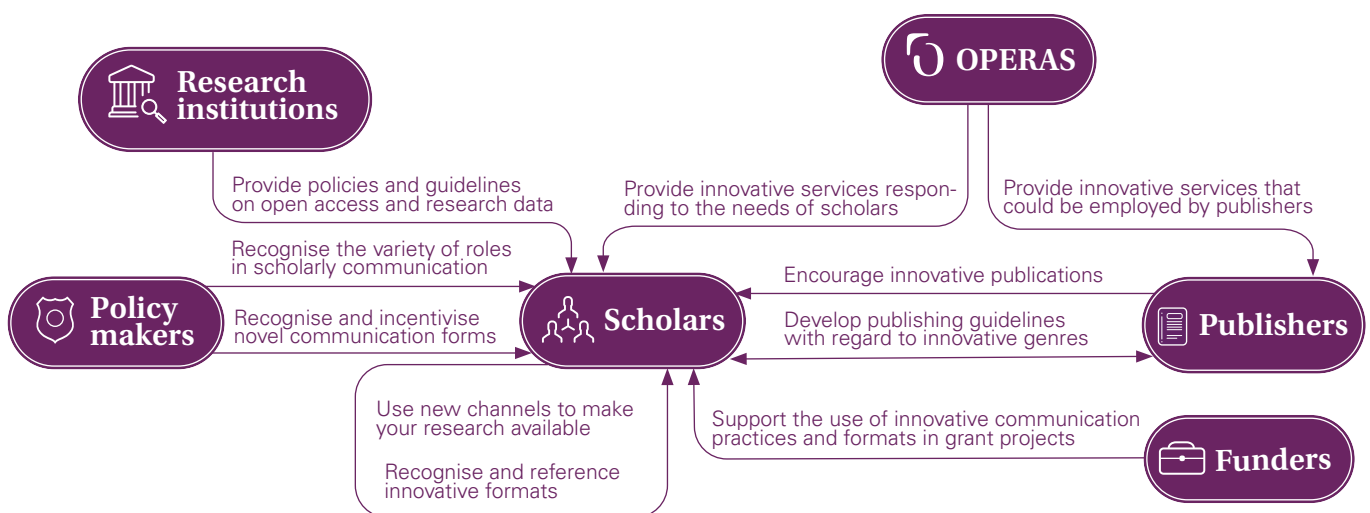 Research
institutions
OPERAS
Provide policies and guidelines
on open access and research data
Provide innovative services respon-
ding to the needs of scholars
Provide innovative services that
could be employed by publishers
Recognise the variety of roles
in scholarly communication
Policy
makers
Recognise and incentivise
novel communication forms
Scholars
Encourage innovative publications
Develop publishing guidelines
with regard to innovative genres
Publishers
Use new channels to make
your research available
Recognise and reference
innovative formats
Support the use of innovative communication
practices and formats in grant projects
Funders